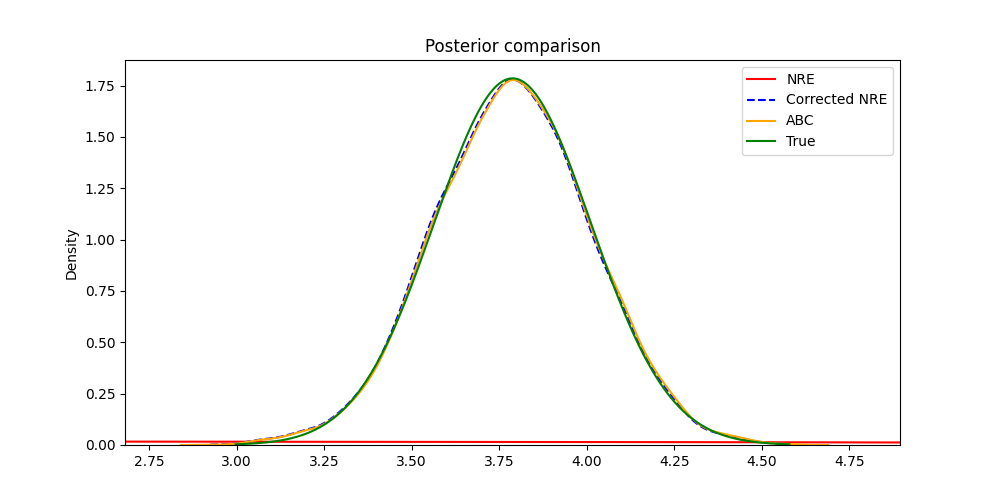 Posterior comparison
NRE
Corrected NRE
ABC
True
Density
1.75
1.50
1.25
1.00
0.75
0.50
0.25
0.00
2.75 3.00 3.25 3.50 3.75 4.00 4.25 4.50 4.75